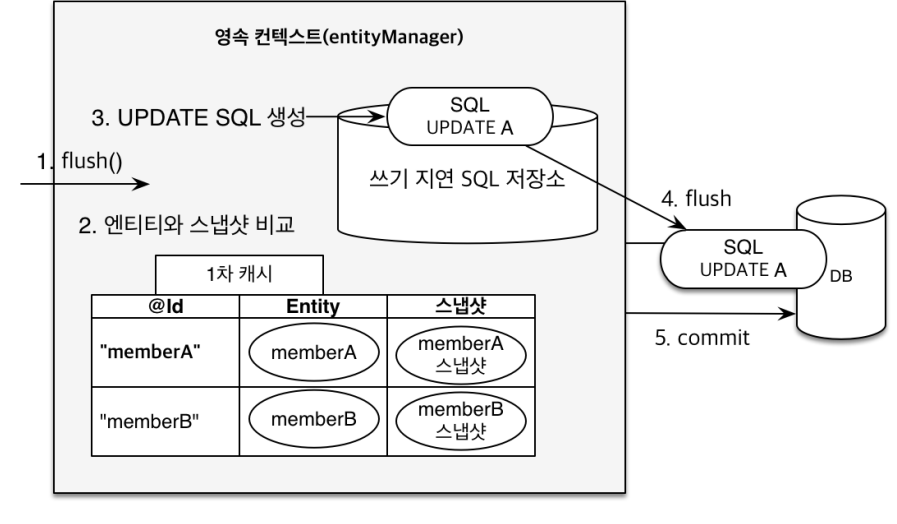 영속 컨텍스트(entityManager)
3. UPDATE SQL 생성
SQL
UPDATE A
1. flush()
쓰기 지연 SQL 저장소
4. flush
2. 엔티티와 스냅샷 비교
SQL
UPDATE A
DB
1차 캐시
@Id Entity 스냅샷
5. commit
"memberA" memberA memberA
스냅샷
"memberB" memberB memberB
스냅샷